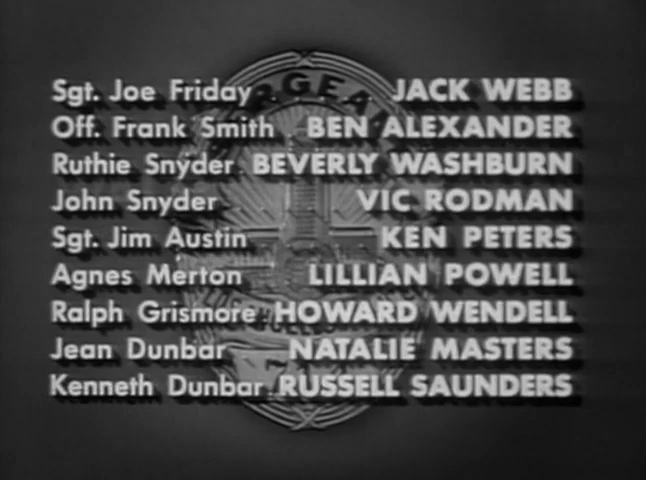 Sgt. Joe Friday JACK WEBB
Off. Frank Smith BEN ALEXANDER
Ruthie Snyder BEVERLY WASHBURN
John Snyder VIC RODMAN
Sgt. Jim Austin KEN PETERS
Agnes Merton LILLIAN POWELL
Ralph Grismore HOWARD WENDELL
Jean Dunbar NATALIE MASTERS
Kenneth Dunbar RUSSELL SAUNDERS
SERGEANT